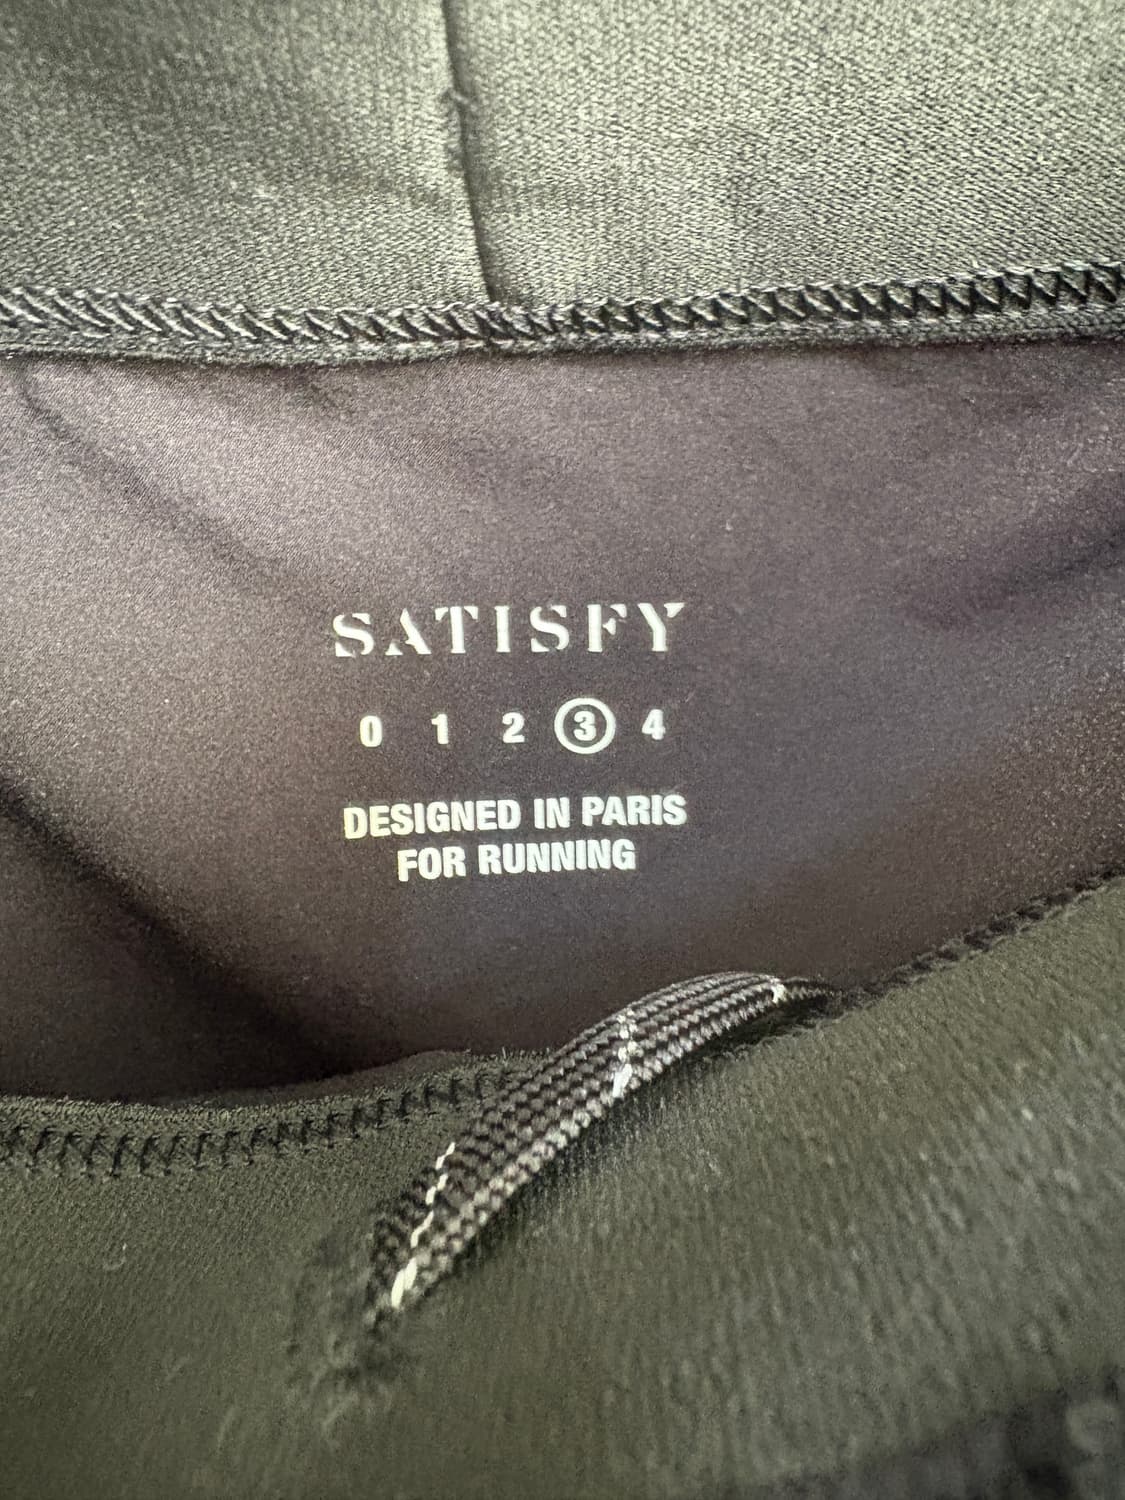 SATISFY
0 1 2 3 4
DESIGNED IN PARIS
FOR RUNNING